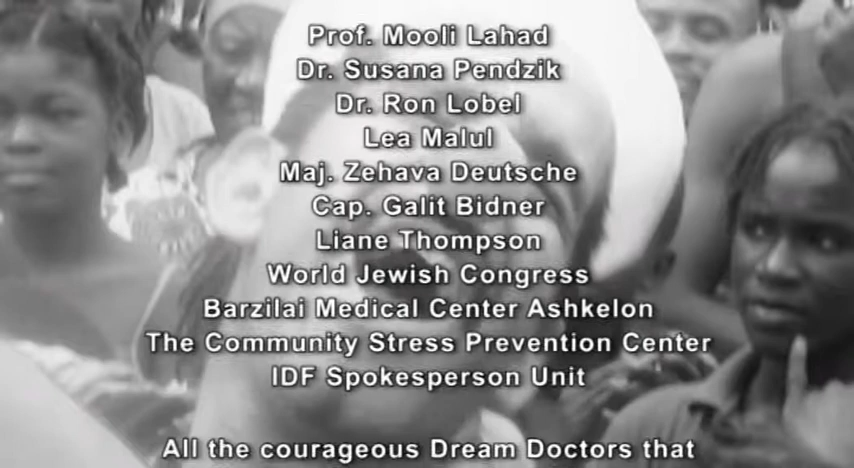 Prof. Mooli Lahad
Dr. Susana Pendzik
Dr. Ron Lobel
Lea Malul
Maj. Zehava Deutsche
Cap. Galit Bidner
Liane Thompson
World Jewish Congress
Barzilai Medical Center Ashkelon
The Community Stress Prevention Center
IDF Spokesperson Unit
All the courageous Dream Doctors that